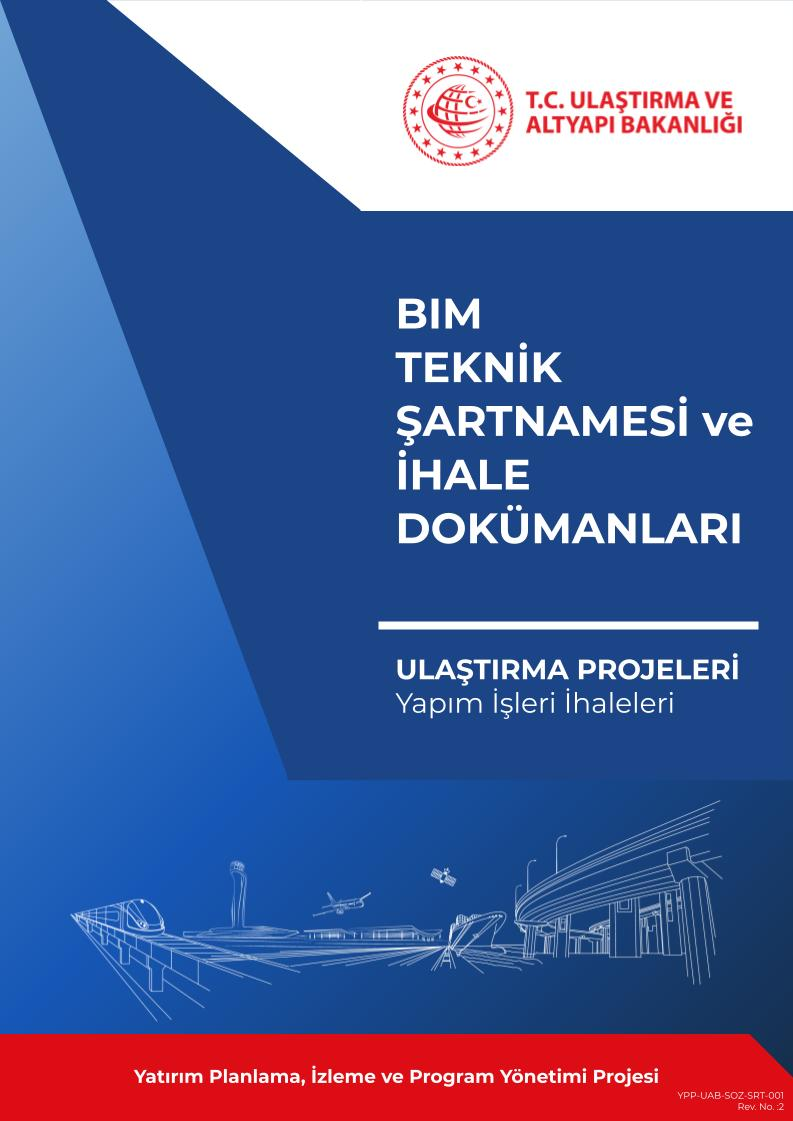 T.C. ULAŞTIRMA VE
ALTYAPI BAKANLIĞI
BIM
TEKNİK
ŞARTNAMESİ ve
İHALE
DOKÜMANLARI
ULAŞTIRMA PROJELERİ
Yapım İşleri İhaleleri
Yatırım Planlama, İzleme ve Program Yönetimi Projesi
YPP-UAB-SOZ-SRT-001
Rev. No. :2